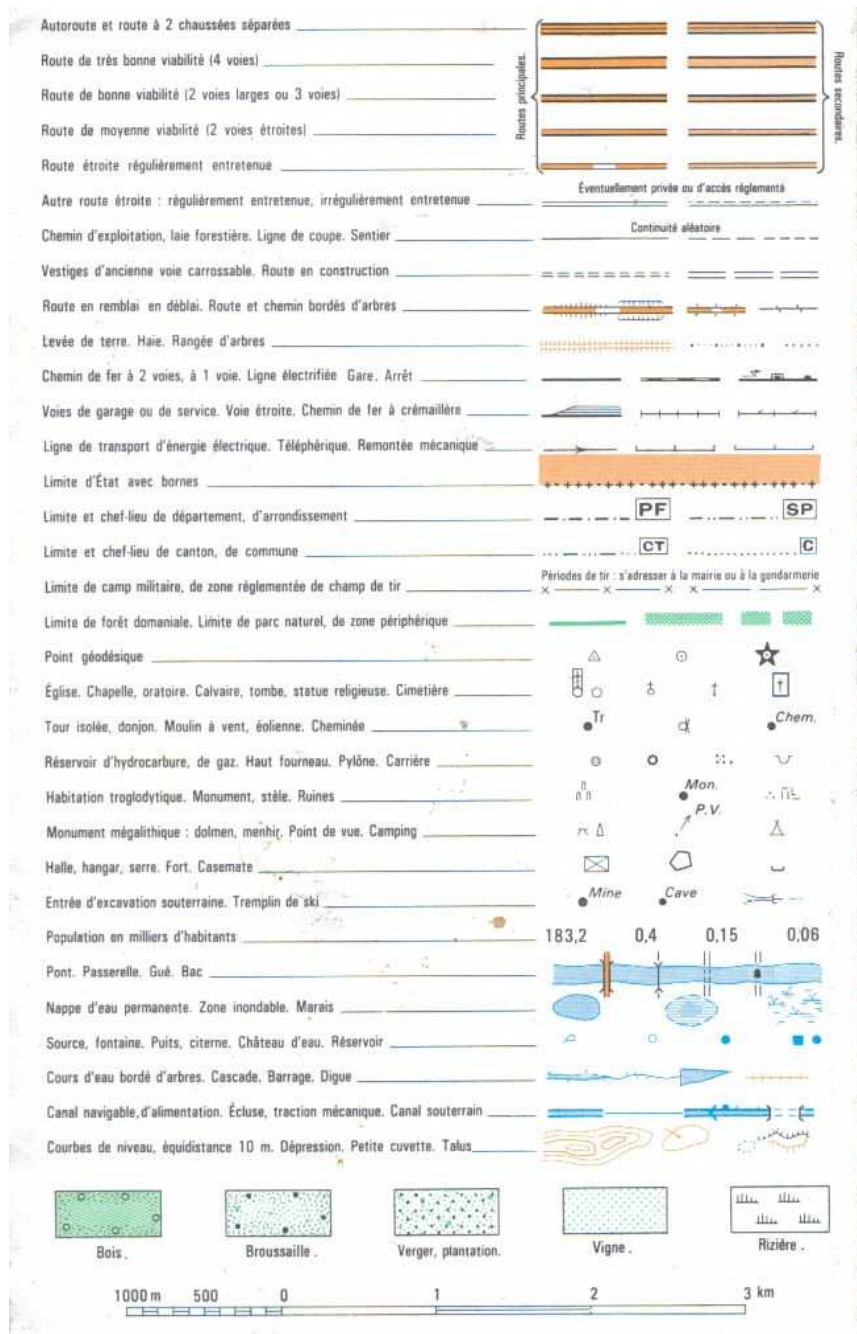 Autoroute et route à 2 chaussées séparées
Route de très bonne viabilité (4 voies)
Route de bonne viabilité (2 voies larges ou 3 voies)
Route de moyenne viabilité (2 voies étroites)
Route étroite régulièrement entretenue
Routes principales.
Routes secondaires.
Autre route étroite : régulièrement entretenue, irrégulièrement entretenue
Éventuellement privée ou d'accès réglementé
Chemin d'exploitation, laie forestière. Ligne de coupe. Sentier
Continuité aléatoire
Vestiges d'ancienne voie carrossable. Route en construction
Route en remblai en déblai. Route et chemin bordés d'arbres
Levée de terre. Haie. Rangée d'arbres
Chemin de fer à 2 voies, à 1 voie. Ligne électrifiée Gare. Arrêt
Voies de garage ou de service. Voie étroite. Chemin de fer à crémaillère
Ligne de transport d'énergie électrique. Téléphérique. Remontée mécanique
Limite d'État avec bornes
Limite et chef-lieu de département, d'arrondissement PF SP
Limite et chef-lieu de canton, de commune CT C
Limite de camp militaire, de zone réglementée de champ de tir
Périodes de tir : s'adresser à la mairie ou à la gendarmerie
Limite de forêt domaniale. Limite de parc naturel, de zone périphérique
Point géodésique
Église. Chapelle, oratoire. Calvaire, tombe, statue religieuse. Cimetière
Tour isolée, donjon. Moulin à vent, éolienne. Cheminée Tr Chem.
Réservoir d'hydrocarbure, de gaz. Haut fourneau. Pylône. Carrière
Habitation troglodytique. Monument, stèle. Ruines Mon.
Monument mégalithique : dolmen, menhir. Point de vue. Camping P.V.
Halle, hangar, serre. Fort. Casemate
Entrée d'excavation souterraine. Tremplin de ski Mine Cave
Population en milliers d'habitants 183,2 0,4 0,15 0,06
Pont. Passerelle. Gué. Bac
Nappe d'eau permanente. Zone inondable. Marais
Source, fontaine. Puits, citerne. Château d'eau. Réservoir
Cours d'eau bordé d'arbres. Cascade. Barrage. Digue
Canal navigable, d'alimentation. Écluse, traction mécanique. Canal souterrain
Courbes de niveau, équidistance 10 m. Dépression. Petite cuvette. Talus
Bois. Broussaille. Verger, plantation. Vigne. Rizière.
1000 m 500 0 1 2 3 km